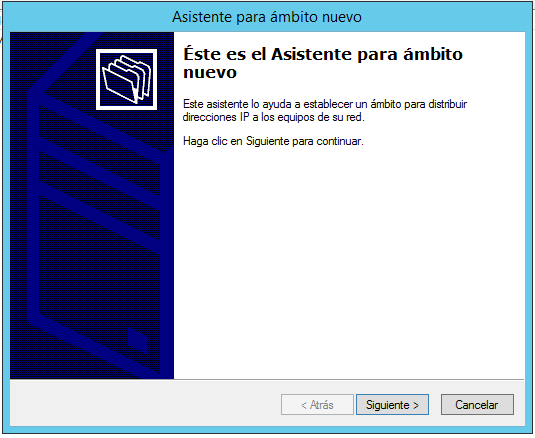 Asistente para ámbito nuevo
Éste es el Asistente para ámbito
nuevo
Este asistente lo ayuda a establecer un ámbito para distribuir
direcciones IP a los equipos de su red.
Haga clic en Siguiente para continuar.
< Atrás
Siguiente >
Cancelar